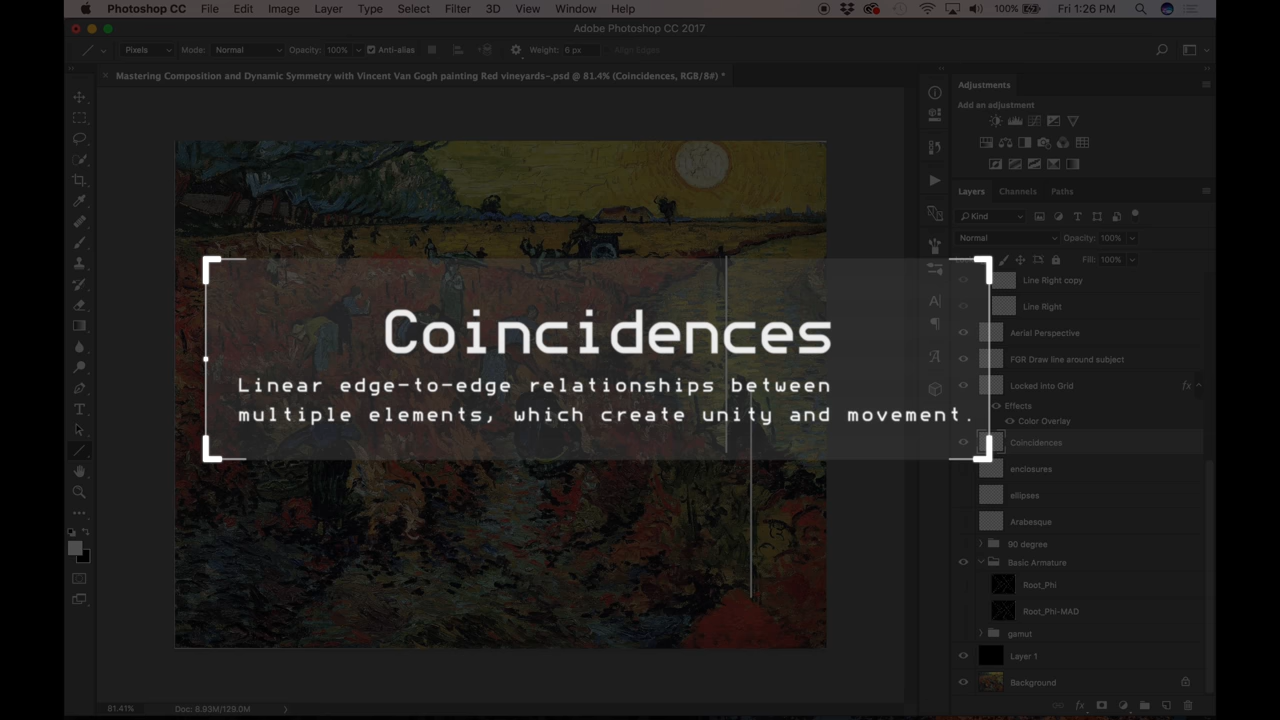 Photoshop CC File Edit Image Layer Type Select Filter 3D View Window Help 100% Fri 1:26 PM
Adobe Photoshop CC 2017
Pixels Mode: Normal Opacity: 100% Anti-alias Weight: 6 px Align Edges
Mastering Composition and Dynamic Symmetry with Vincent Van Gogh painting Red vineyards-.psd @ 81.4% (Coincidences, RGB/8#) *
Coincidences
Linear edge-to-edge relationships between
multiple elements, which create unity and movement.
Adjustments
Add an adjustment
Layers Channels Paths
Kind
Normal Opacity: 100%
Fill: 100%
Line Right copy
Line Right
Aerial Perspective
FGR Draw line around subject
Locked into Grid fx
Effects
Color Overlay
Coincidences
enclosures
ellipses
Arabesque
90 degree
Basic Armature
Root_Phi
Root_Phi-MAD
gamut
Layer 1
Background
81.41% Doc: 8.93M/129.0M